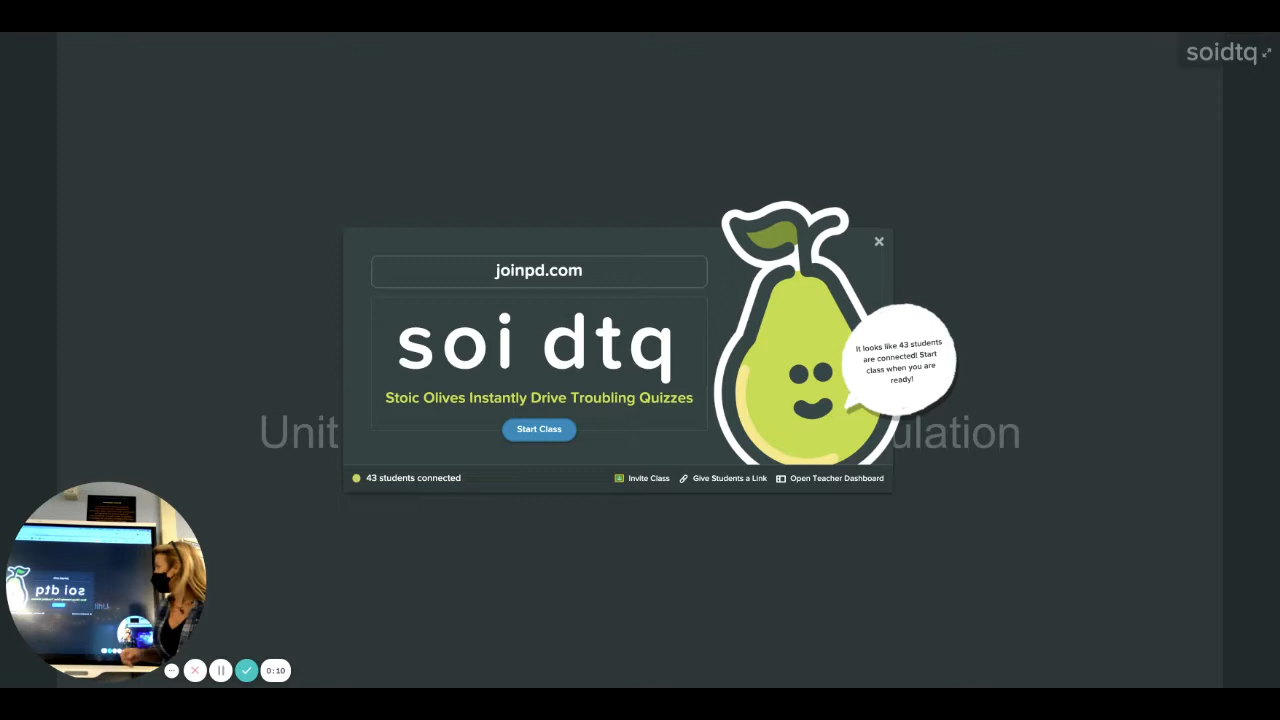 soidtq
joinpd.com
soi dtq
Stoic Olives Instantly Drive Troubling Quizzes
Start Class
It looks like 43 students
are connected! Start
class when you are
ready!
Unit
ulation
43 students connected
Invite Class
Give Students a Link
Open Teacher Dashboard
soi dtq
0:10